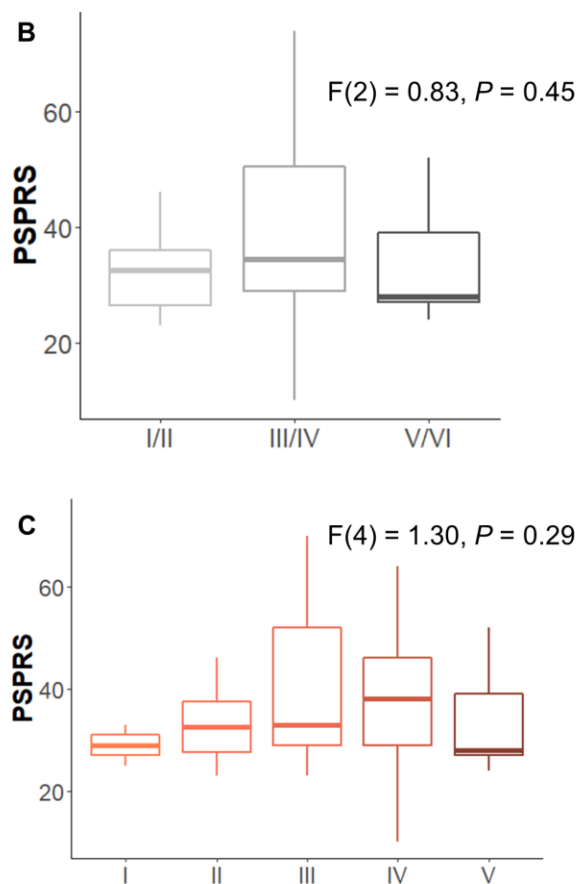 B
F(2) = 0.83, P = 0.45
PSPRS
60
40
20
I/II III/IV V/VI
C
F(4) = 1.30, P = 0.29
PSPRS
60
40
20
I II III IV V